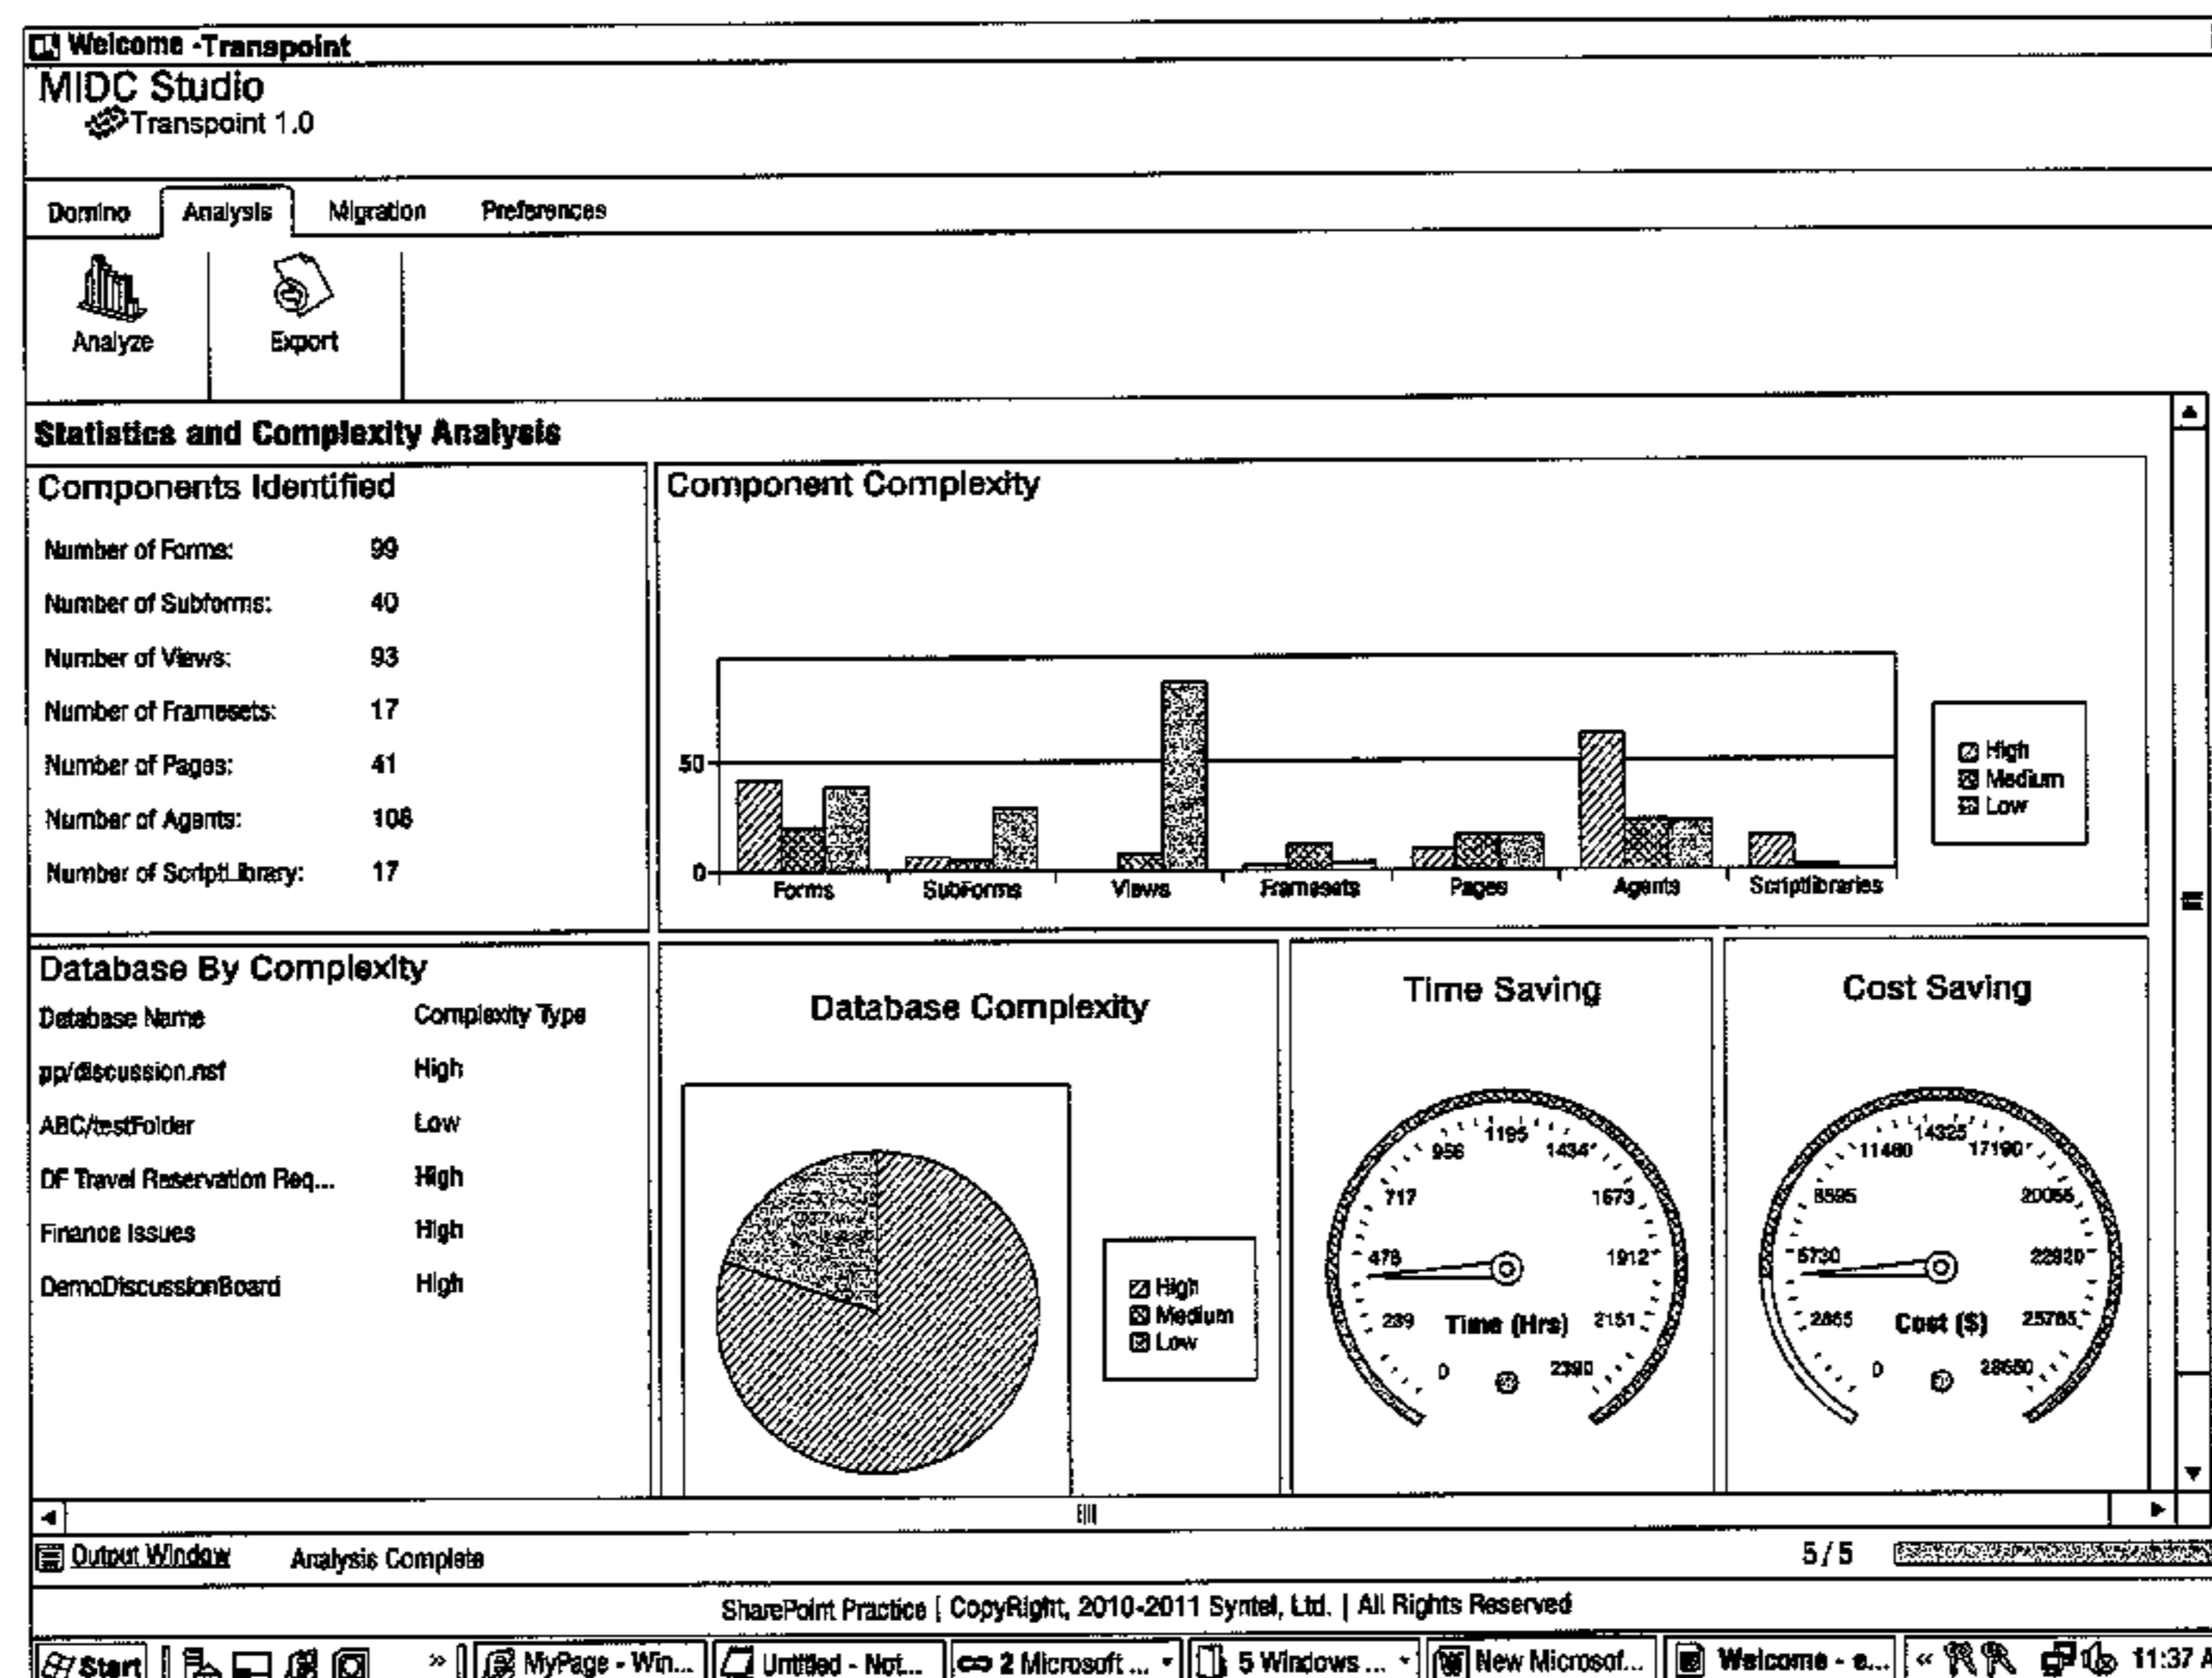 Welcome -Transpoint
MIDC Studio
Transpoint 1.0
Domino Analysis Migration Preferences
Analyze Export
Statistics and Complexity Analysis
Components Identified
Number of Forms: 99
Number of Subforms: 40
Number of Views: 93
Number of Framesets: 17
Number of Pages: 41
Number of Agents: 108
Number of ScriptLibrary: 17
Component Complexity
50
0
Forms SubForms Views Framesets Pages Agents Scriptlibraries
High
Medium
Low
Database By Complexity
Database Name Complexity Type
pp/discussion.nsf High
ABC/testFolder Low
DF Travel Reservation Req... High
Finance Issues High
DemoDiscussionBoard High
Database Complexity
High
Medium
Low
Time Saving
1195
956 1434
717 1673
478 1912
239 Time (Hrs) 2151
0 2390
Cost Saving
14325
11460 17190
8595 20055
5730 22920
2865 Cost ($) 25785
0 28650
Output Window Analysis Complete 5 / 5
SharePoint Practice | CopyRight, 2010-2011 Syntel, Ltd. | All Rights Reserved
Start » MyPage - Win... Untitled - Not... 2 Microsoft ... 5 Windows ... New Microsof... Welcome - e... « 11:37